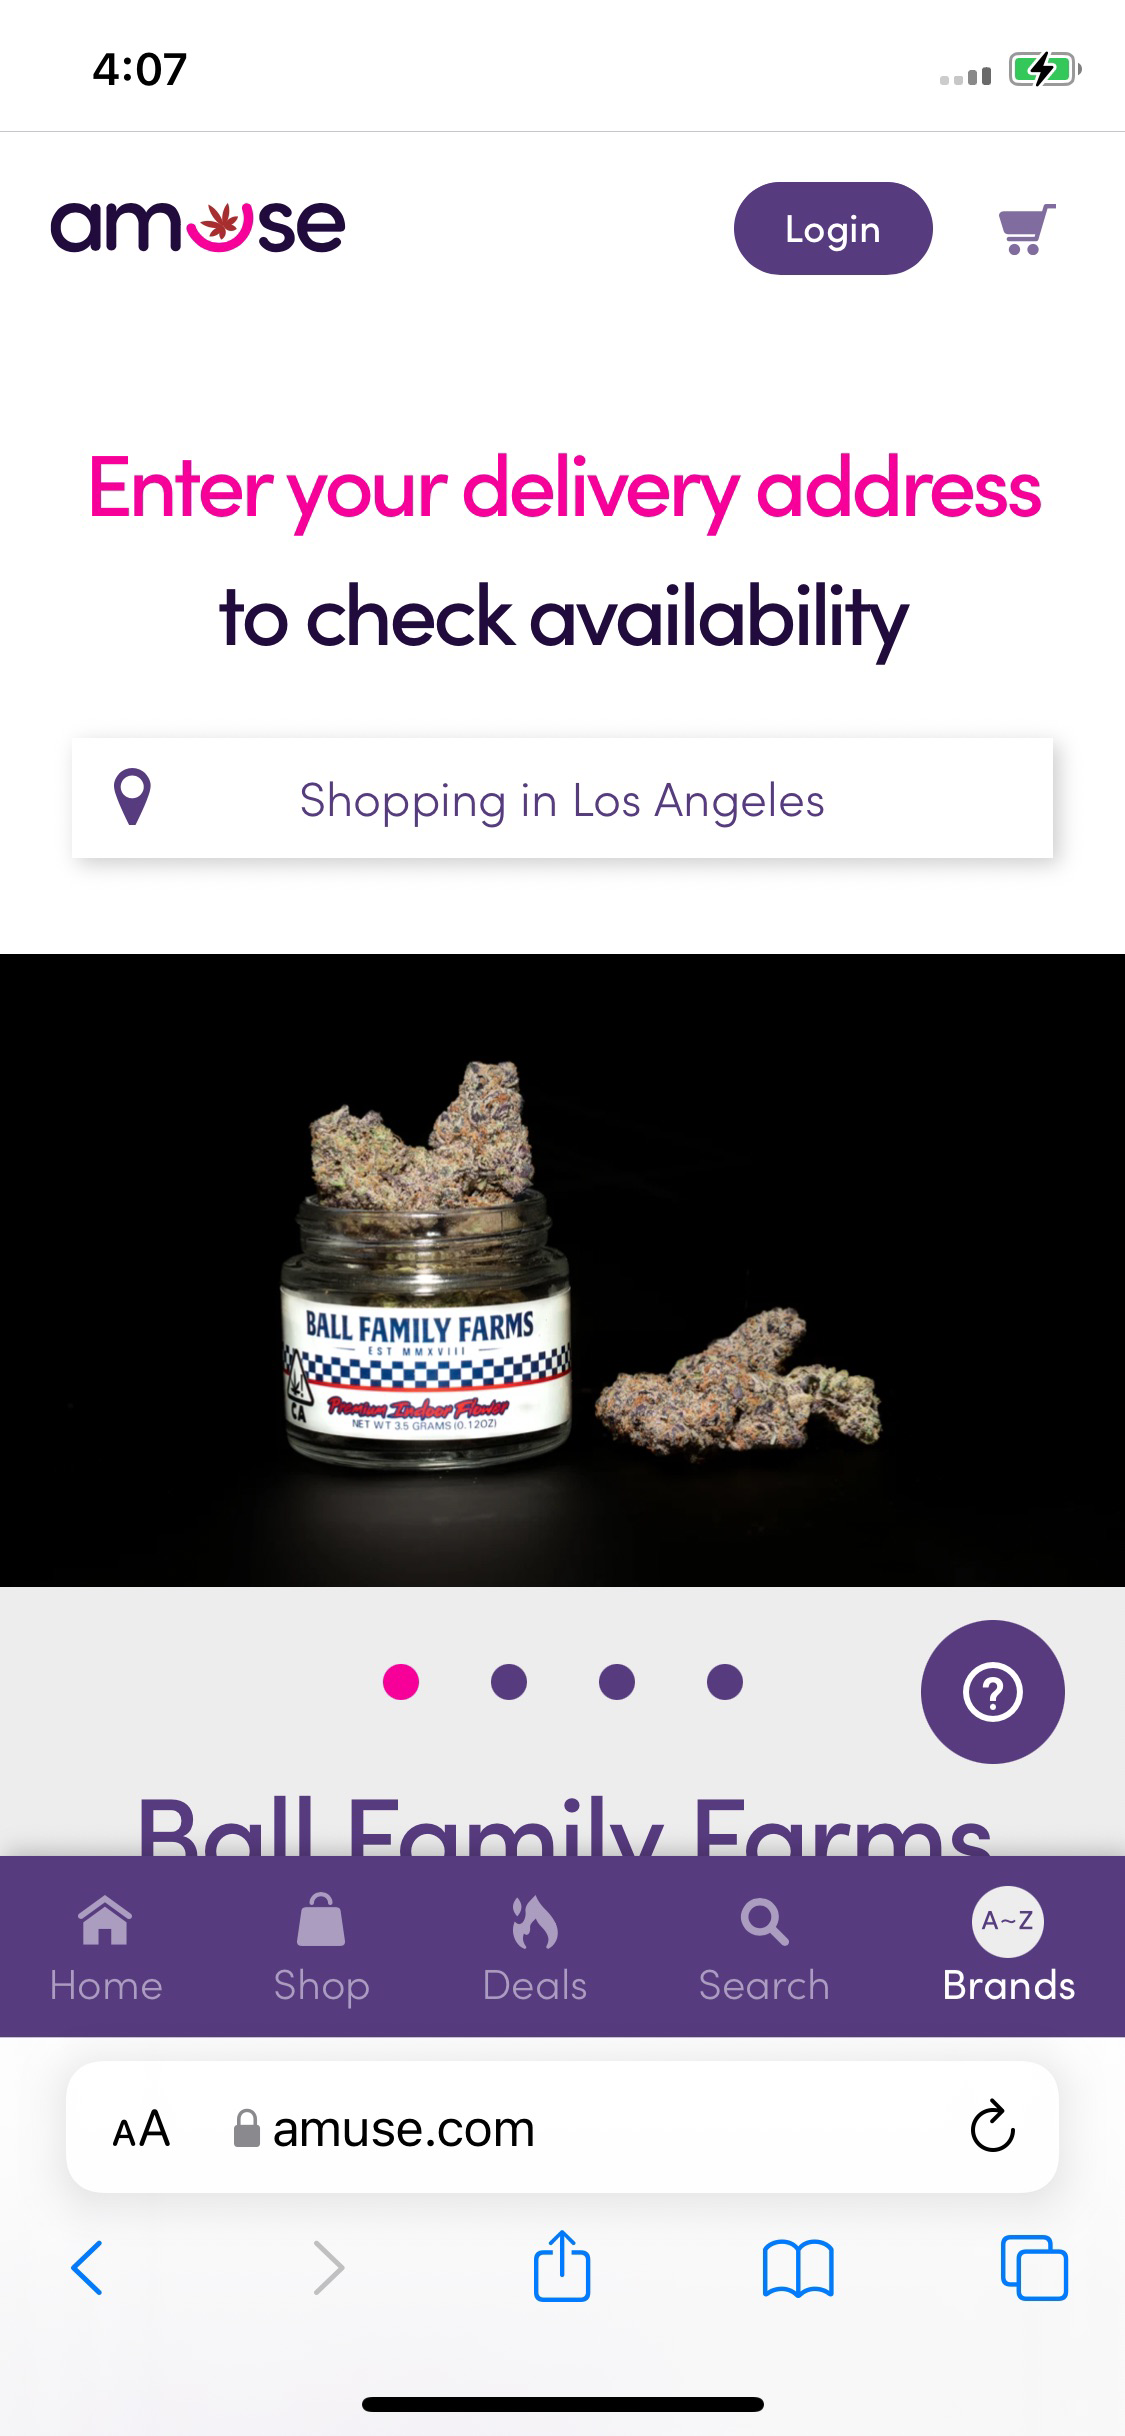 4:07
amuse
Login
Enter your delivery address
to check availability
Shopping in Los Angeles
BALL FAMILY FARMS
EST MMXVIII
CA
Premium Indoor Flower
NET WT 3.5 GRAMS (0.12OZ)
Ball Family Farms
A~Z
Home Shop Deals Search Brands
AA amuse.com